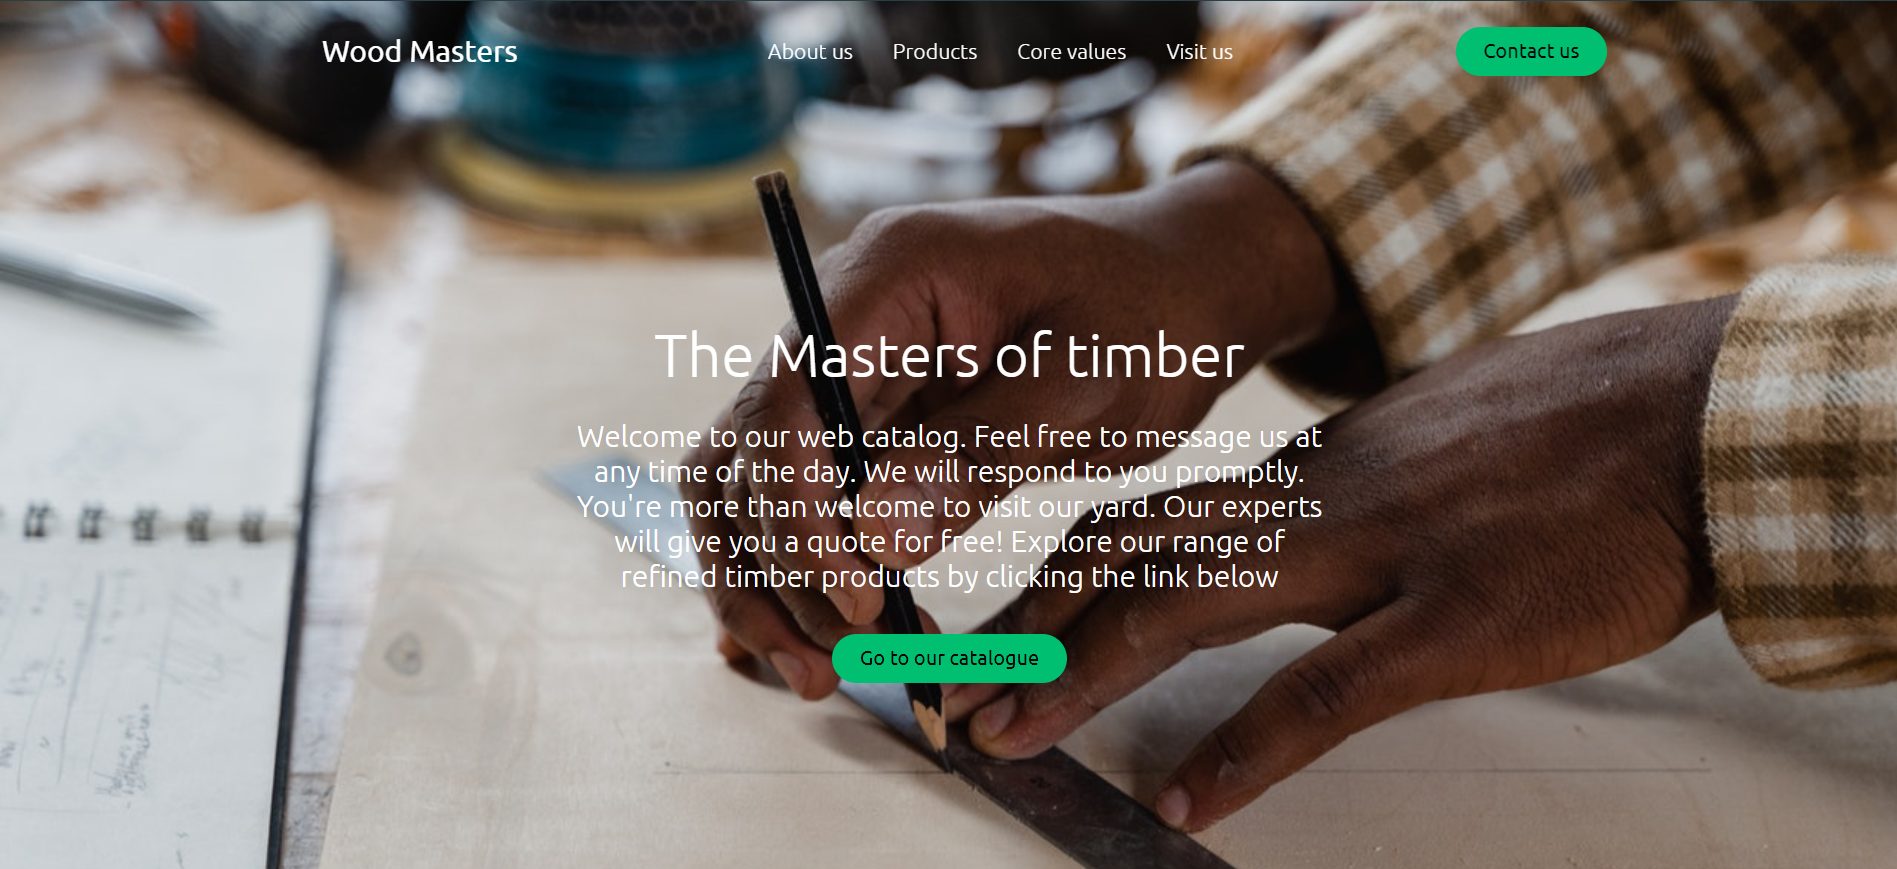 Wood Masters
About us
Products
Core values
Visit us
Contact us
The Masters of timber
Welcome to our web catalog. Feel free to message us at
any time of the day. We will respond to you promptly.
You're more than welcome to visit our yard. Our experts
will give you a quote for free! Explore our range of
refined timber products by clicking the link below
Go to our catalogue